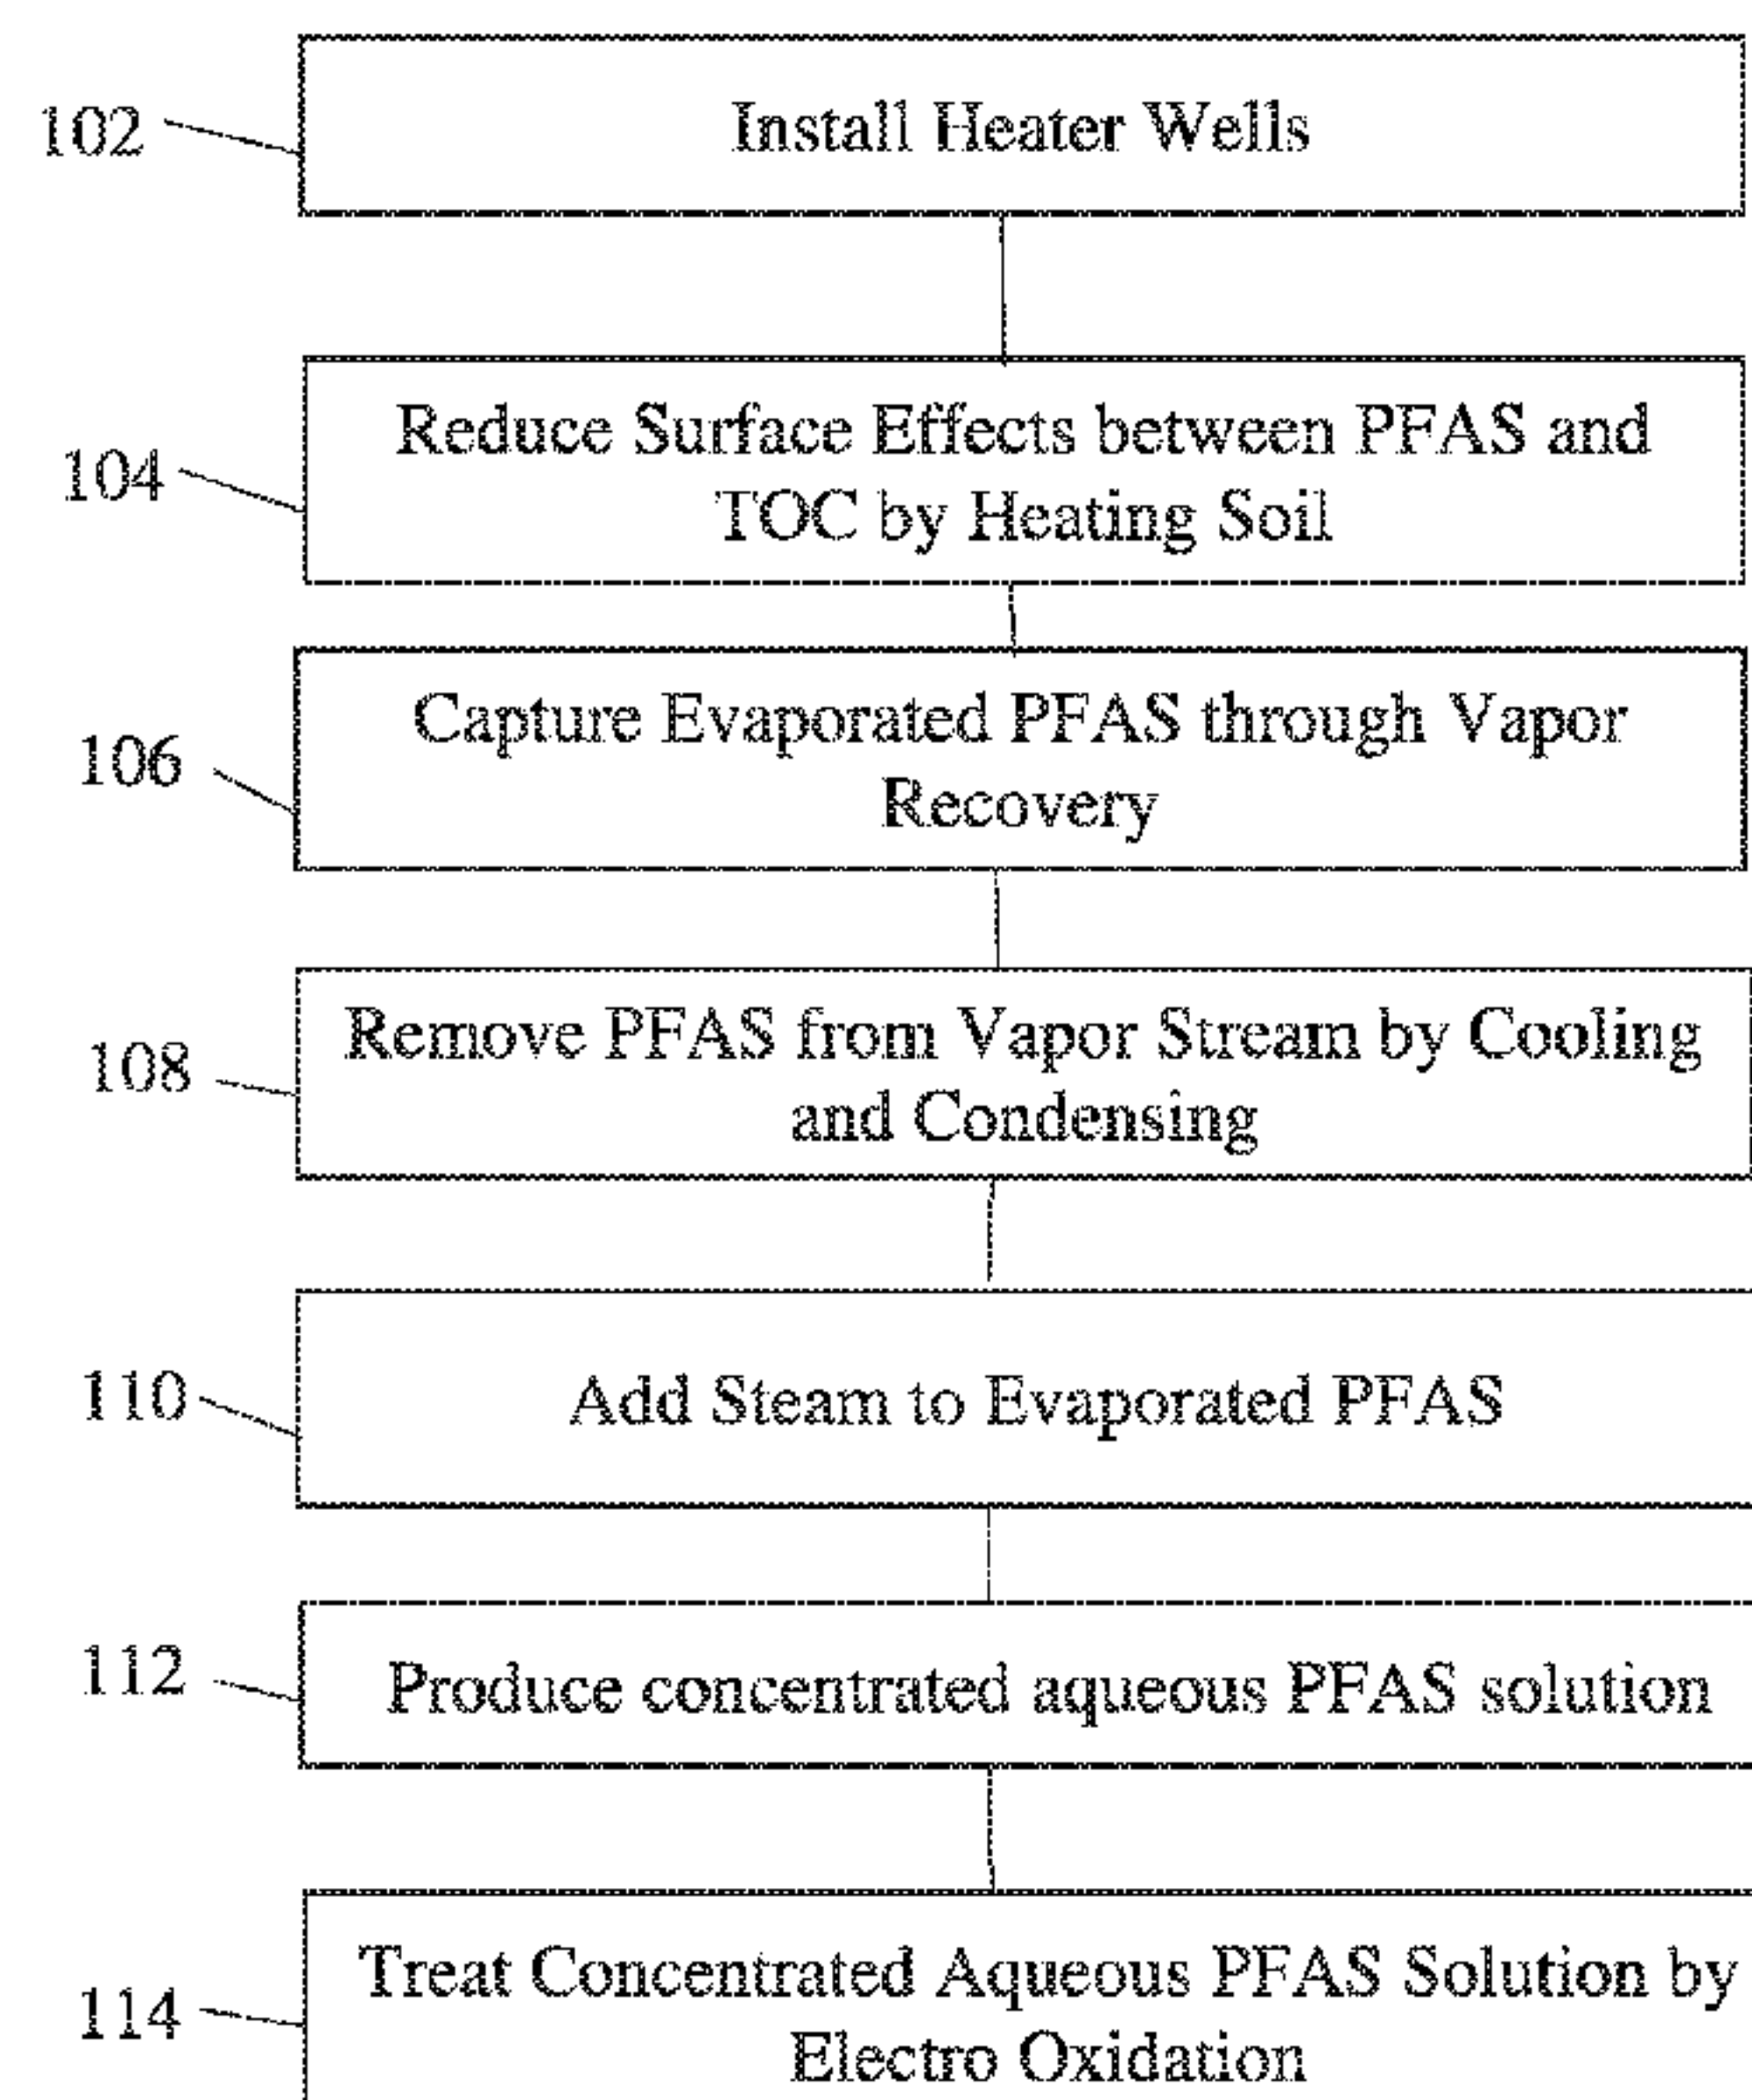 102
Install Heater Wells
104
Reduce Surface Effects between PFAS and
TOC by Heating Soil
106
Capture Evaporated PFAS through Vapor
Recovery
108
Remove PFAS from Vapor Stream by Cooling
and Condensing
110
Add Steam to Evaporated PFAS
112
Produce concentrated aqueous PFAS solution
114
Treat Concentrated Aqueous PFAS Solution by
Electro Oxidation